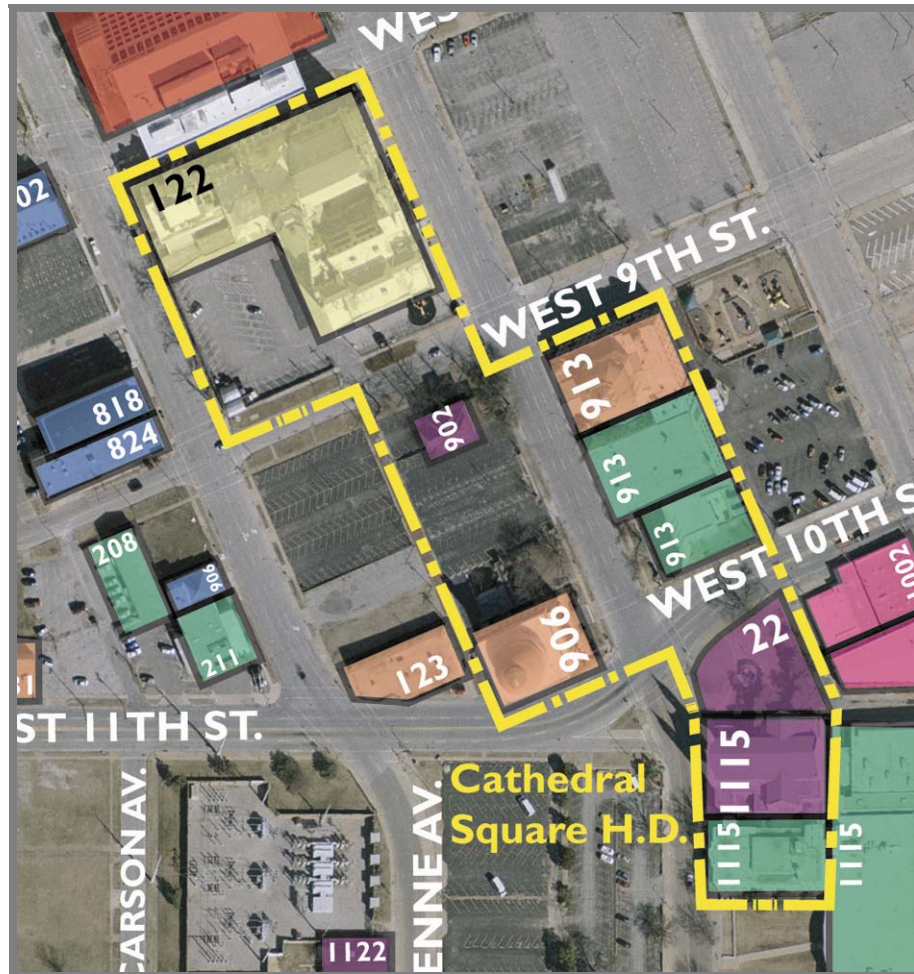 WES
122
02
WEST 9TH ST.
913
818
902
824
913
913
WEST 10TH S
208
906
1002
22
211
906
123
31
ST 11TH ST.
1115
Cathedral
Square H.D.
1115
1115
CARSON AV.
ENNE AV.
1122